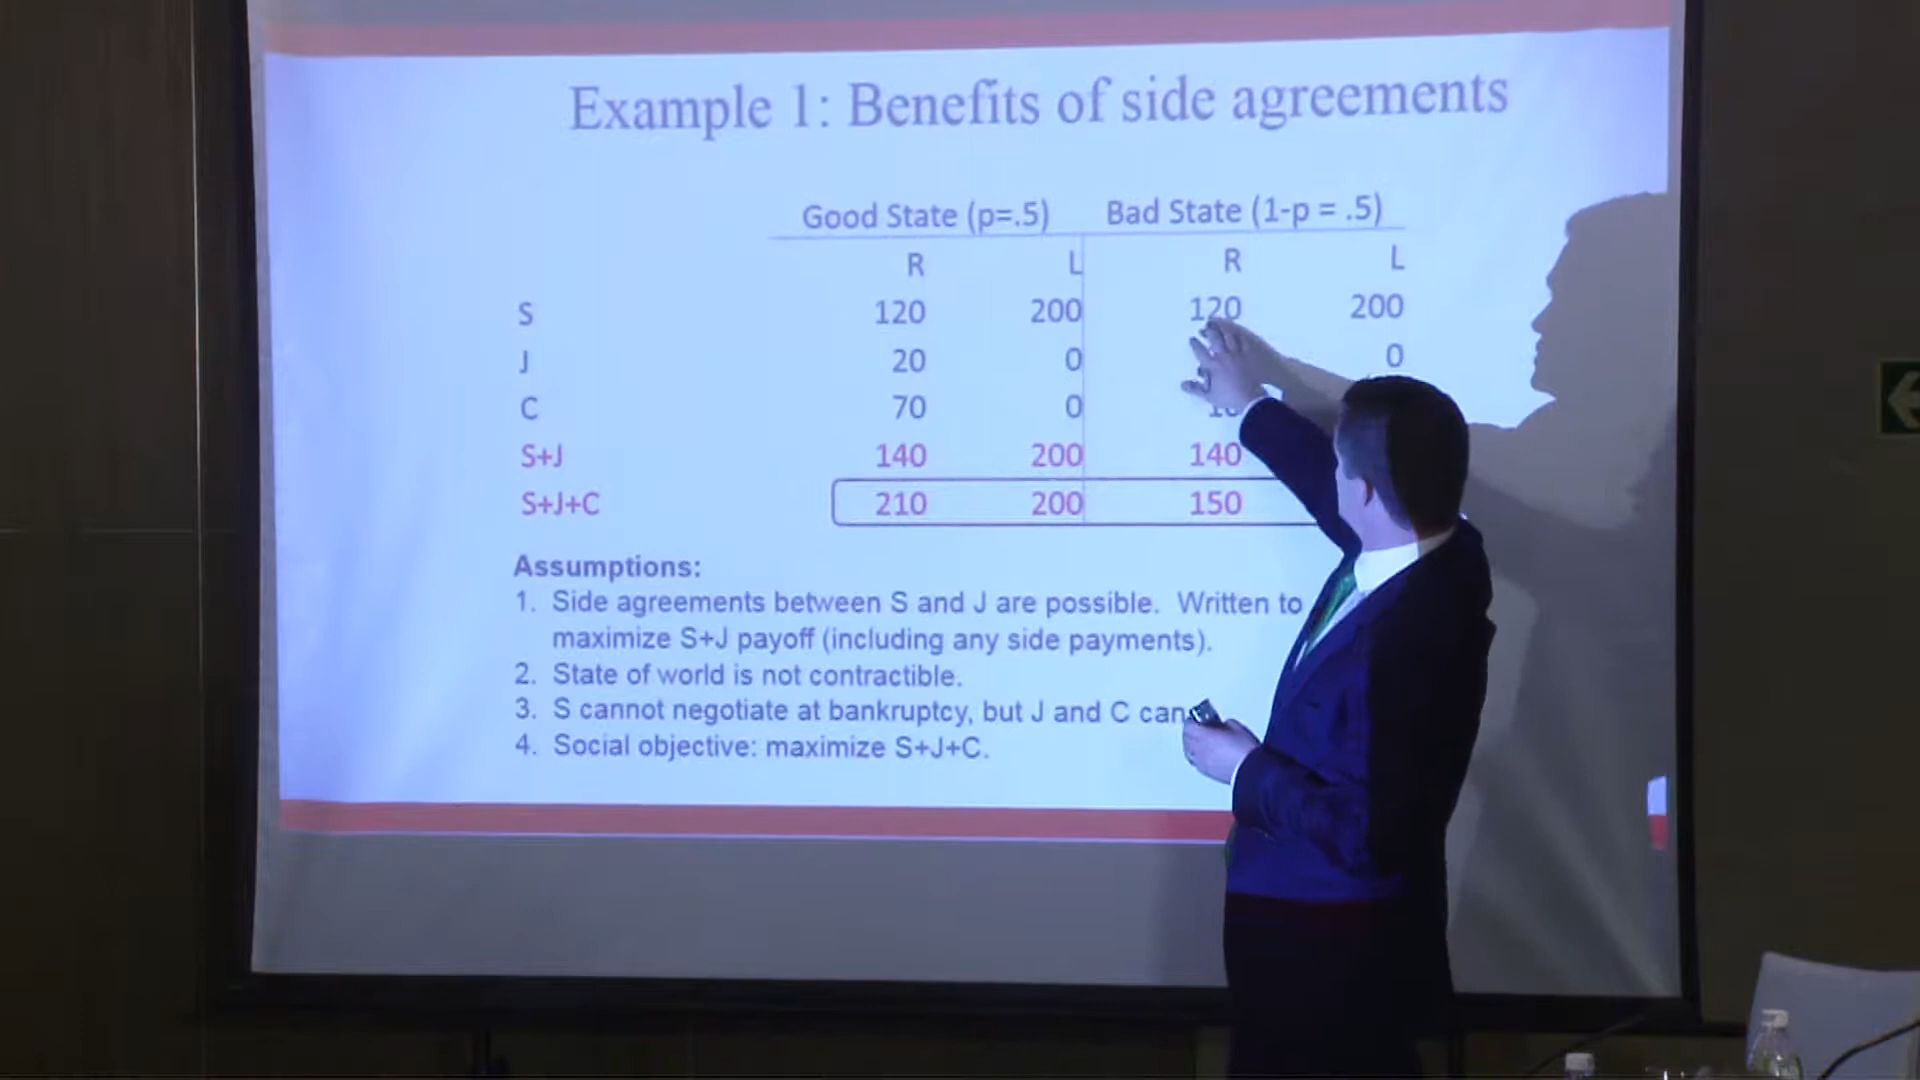 Example 1: Benefits of side agreements
Good State (p=.5) Bad State (1-p = .5)
R L R L
S 120 200 120 200
J 20 0 0
C 70 0
S+J 140 200 140
S+J+C 210 200 150
Assumptions:
1. Side agreements between S and J are possible. Written to
maximize S+J payoff (including any side payments).
2. State of world is not contractible.
3. S cannot negotiate at bankruptcy, but J and C can
4. Social objective: maximize S+J+C.